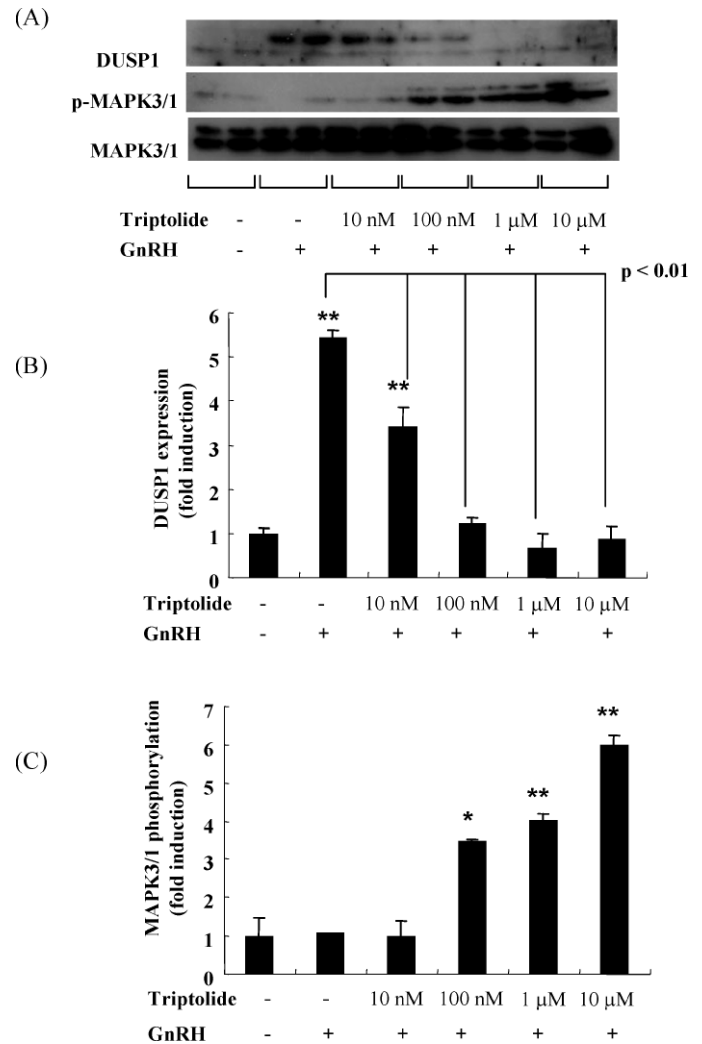 (A)
DUSP1
p-MAPK3/1
MAPK3/1
Triptolide - - 10 nM 100 nM 1 µM 10 µM
GnRH - + + + + +
p < 0.01
(B)
DUSP1 expression
(fold induction)
6
5
4
3
2
1
0
** **
Triptolide - - 10 nM 100 nM 1 µM 10 µM
GnRH - + + + + +
(C)
MAPK3/1 phosphorylation
(fold induction)
7
6
5
4
3
2
1
0
* ** **
Triptolide - - 10 nM 100 nM 1 µM 10 µM
GnRH - + + + + +